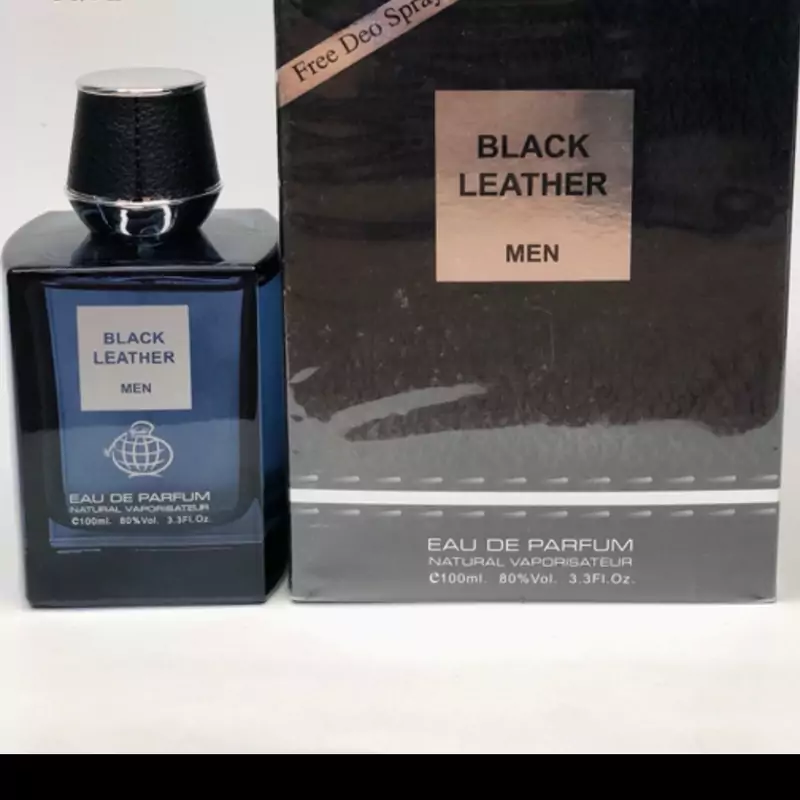 Free Deo Spray
BLACK
LEATHER
MEN
EAU DE PARFUM
NATURAL VAPORISATEUR
℮100ml. 80%Vol. 3.3Fl.Oz.
BLACK
LEATHER
MEN
EAU DE PARFUM
NATURAL VAPORISATEUR
℮100ml. 80%Vol. 3.3Fl.Oz.